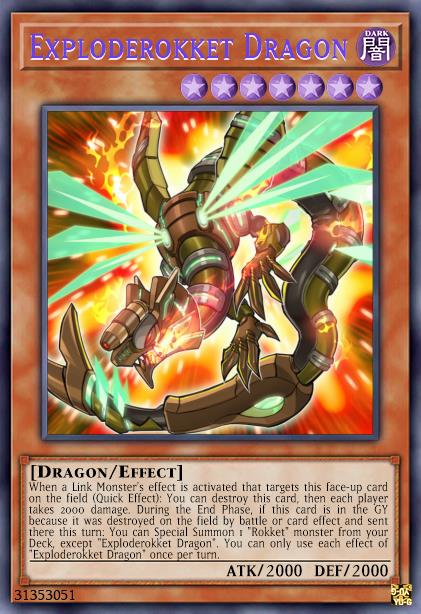 EXPLODEROKKET DRAGON
DARK
闇
[DRAGON/EFFECT]
When a Link Monster's effect is activated that targets this face-up card
on the field (Quick Effect): You can destroy this card, then each player
takes 2000 damage. During the End Phase, if this card is in the GY
because it was destroyed on the field by battle or card effect and sent
there this turn: You can Special Summon 1 "Rokket" monster from
your Deck, except "Exploderokket Dragon". You can only use each effect of
"Exploderokket Dragon" once per turn.
ATK/2000 DEF/2000
31353051